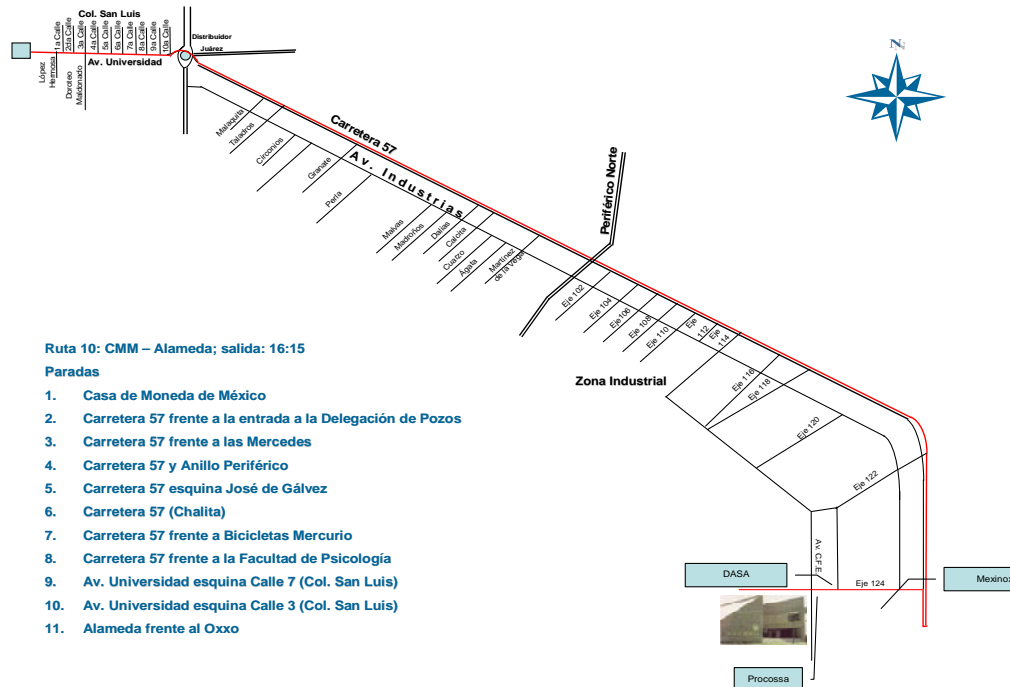 Col. San Luis
1a Calle
2da Calle
3a Calle
4a Calle
5a Calle
6a Calle
7a Calle
8a Calle
9a Calle
10a Calle
Distribuidor
Juárez
Av. Universidad
López
Hermosa
Doroteo
Maldonado
N
Malaquita
Taladros
Circonios
Granate
Perla
Carretera 57
Av. Industrias
Malvas
Madroños
Dalias
Calcita
Cuarzo
Ágata
Martínez
de la Vega
Periférico Norte
Eje 102
Eje 104
Eje106
Eje 108
Eje 110
Eje
112
Eje
114
Eje 116
Eje 118
Eje 120
Eje 122
Zona Industrial
Ruta 10: CMM – Alameda; salida: 16:15
Paradas
1. Casa de Moneda de México
2. Carretera 57 frente a la entrada a la Delegación de Pozos
3. Carretera 57 frente a las Mercedes
4. Carretera 57 y Anillo Periférico
5. Carretera 57 esquina José de Gálvez
6. Carretera 57 (Chalita)
7. Carretera 57 frente a Bicicletas Mercurio
8. Carretera 57 frente a la Facultad de Psicología
9. Av. Universidad esquina Calle 7 (Col. San Luis)
10. Av. Universidad esquina Calle 3 (Col. San Luis)
11. Alameda frente al Oxxo
Av. C.F.E.
DASA
Eje 124
Mexinox
Procossa